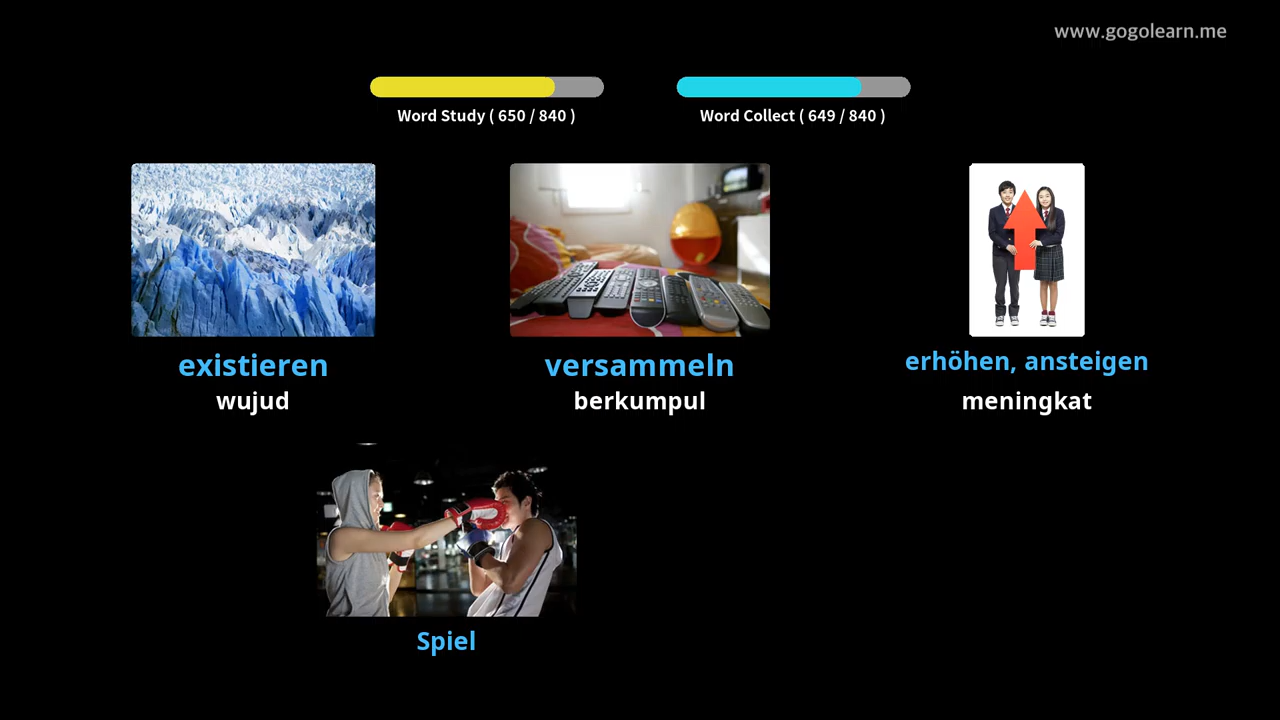 www.gogolearn.me
Word Study ( 650 / 840 )
Word Collect ( 649 / 840 )
existieren
wujud
versammeln
berkumpul
erhöhen, ansteigen
meningkat
Spiel